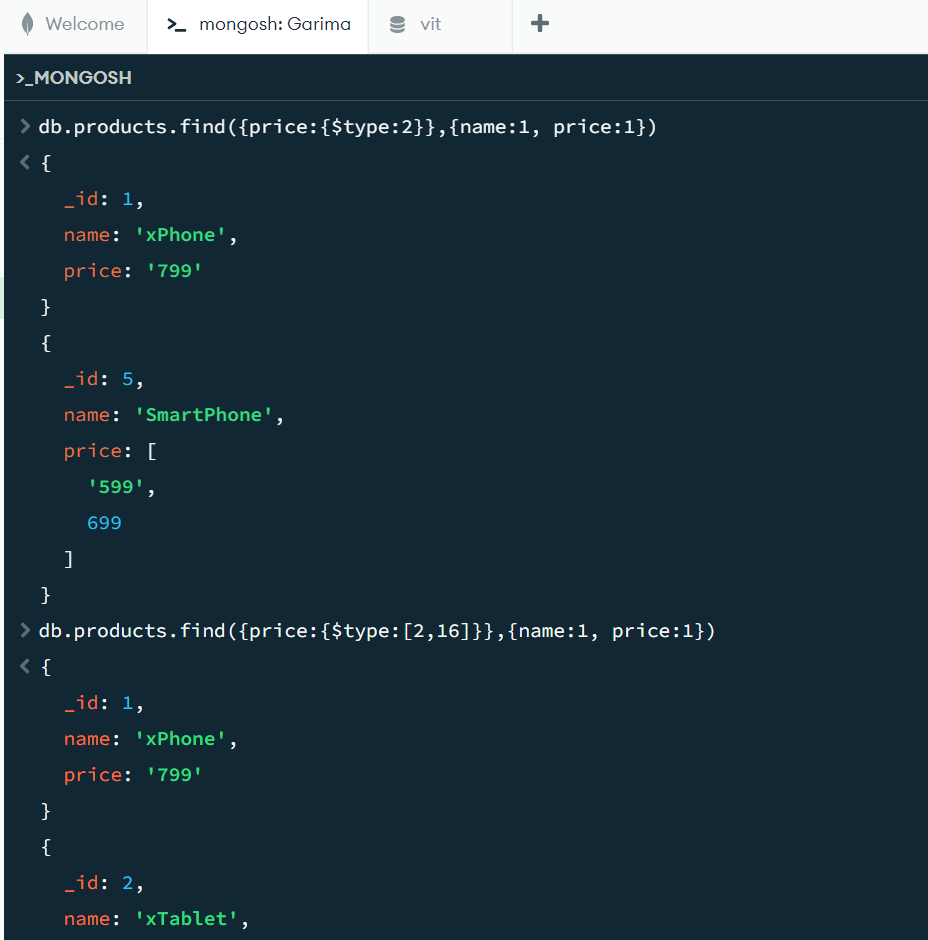 Welcome
>_ mongosh: Garima
vit
+
>_MONGOSH
> db.products.find({price:{$type:2}},{name:1, price:1})
< {
_id: 1,
name: 'xPhone',
price: '799'
}
{
_id: 5,
name: 'SmartPhone',
price: [
'599',
699
]
}
> db.products.find({price:{$type:[2,16]}},{name:1, price:1})
< {
_id: 1,
name: 'xPhone',
price: '799'
}
{
_id: 2,
name: 'xTablet',